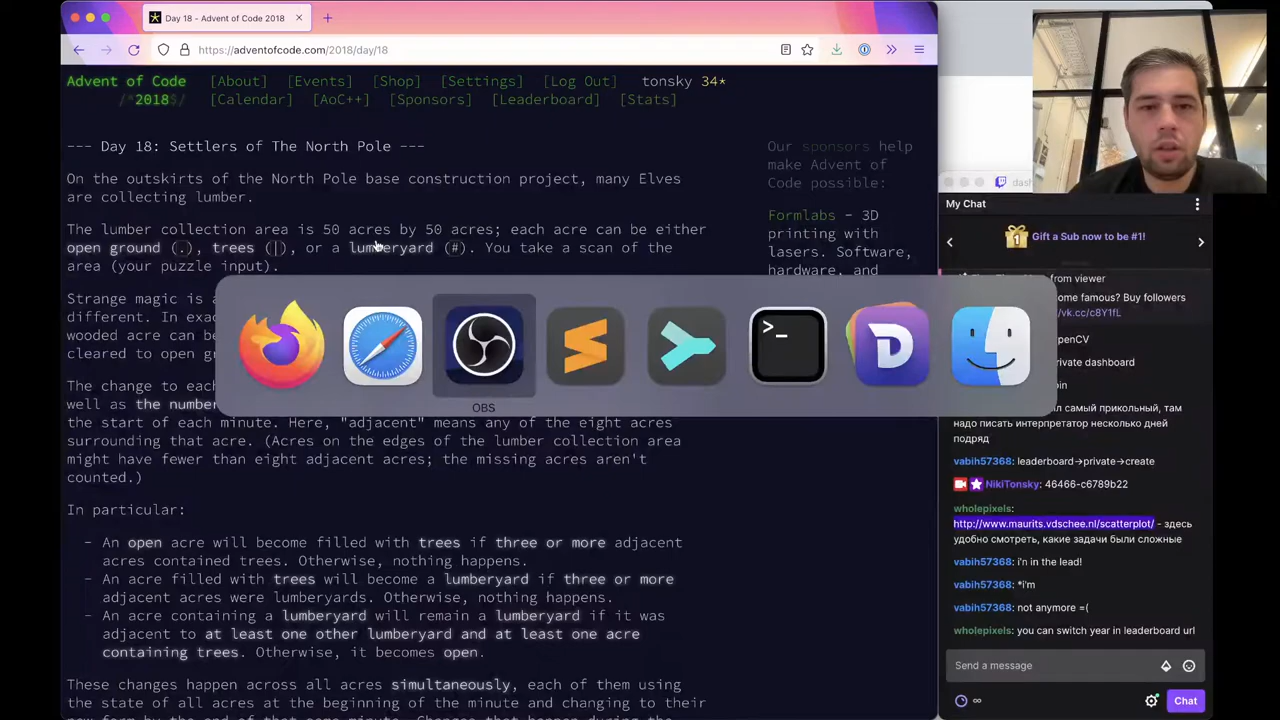 Day 18 - Advent of Code 2018
https://adventofcode.com/2018/day/18
Advent of Code [About] [Events] [Shop] [Settings] [Log Out] tonsky 34*
/*2018$/ [Calendar] [AoC++] [Sponsors] [Leaderboard] [Stats]
--- Day 18: Settlers of The North Pole ---
On the outskirts of the North Pole base construction project, many Elves
are collecting lumber.
The lumber collection area is 50 acres by 50 acres; each acre can be either
open ground (.), trees (|), or a lumberyard (#). You take a scan of the
area (your puzzle input).
Strange magic is a
different. In exac
wooded acre can be
cleared to open gr
The change to each
well as the number
the start of each minute. Here, "adjacent" means any of the eight acres
surrounding that acre. (Acres on the edges of the lumber collection area
might have fewer than eight adjacent acres; the missing acres aren't
counted.)
In particular:
- An open acre will become filled with trees if three or more adjacent
acres contained trees. Otherwise, nothing happens.
- An acre filled with trees will become a lumberyard if three or more
adjacent acres were lumberyards. Otherwise, nothing happens.
- An acre containing a lumberyard will remain a lumberyard if it was
adjacent to at least one other lumberyard and at least one acre
containing trees. Otherwise, it becomes open.
These changes happen across all acres simultaneously, each of them using
the state of all acres at the beginning of the minute and changing to their
Our sponsors help
make Advent of
Code possible:
Formlabs - 3D
printing with
lasers. Software,
hardware, and
OBS
dash
My Chat
Gift a Sub now to be #1!
from viewer
ome famous? Buy followers
vk.cc/c8Y1fL
penCV
rivate dashboard
oin
ал самый прикольный, там
надо писать интерпретатор несколько дней
подряд
vabih57368: leaderboard->private->create
NikiTonsky: 46466-c6789b22
wholepixels:
http://www.maurits.vdschee.nl/scatterplot/ - здесь
удобно смотреть, какие задачи были сложные
vabih57368: i'n in the lead!
vabih57368: *i'm
vabih57368: not anymore =(
wholepixels: you can switch year in leaderboard url
Send a message
Chat